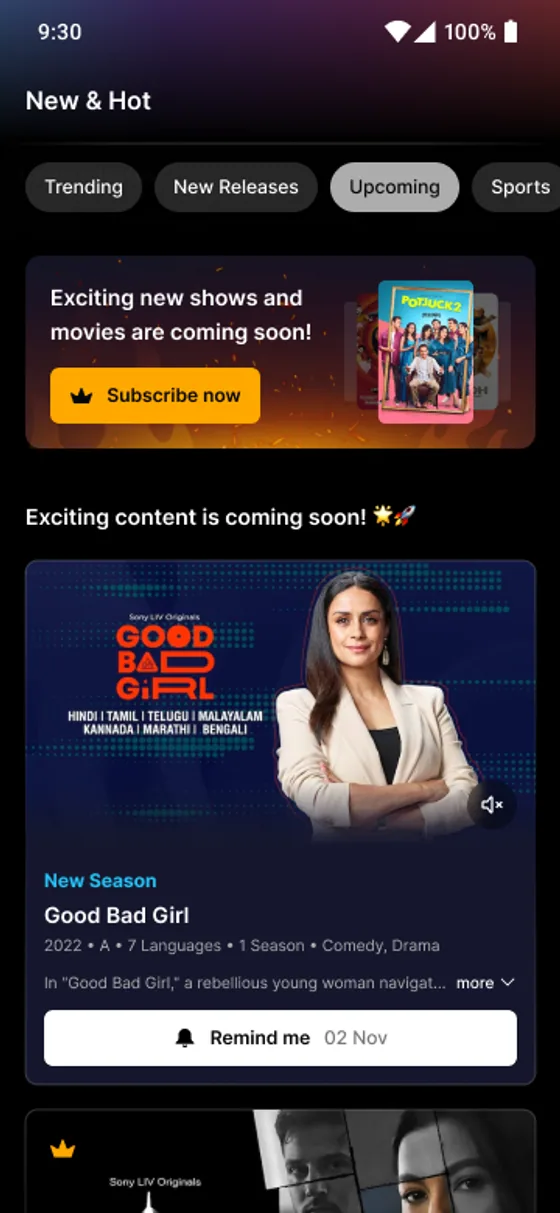 9:30
100%
New & Hot
Trending
New Releases
Upcoming
Sports
Exciting new shows and
movies are coming soon!
POTLUCK 2
Subscribe now
Exciting content is coming soon! 🌟🚀
Sony LIV Originals
GOOD
BAD
GiRL
HINDI | TAMIL | TELUGU | MALAYALAM
KANNADA | MARATHI | BENGALI
New Season
Good Bad Girl
2022 • A • 7 Languages • 1 Season • Comedy, Drama
In "Good Bad Girl," a rebellious young woman navigat... more
Remind me 02 Nov
Sony LIV Originals